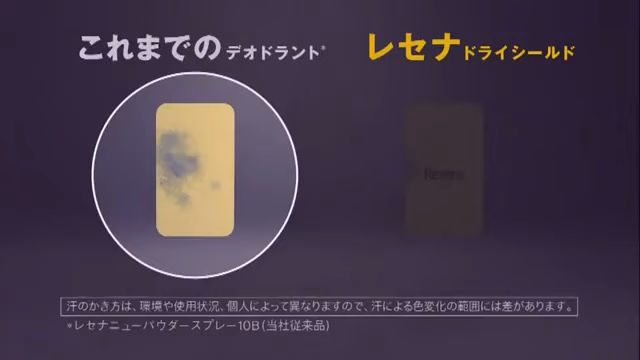 これまでのデオドラント* レセナドライシールド
Rexena
汗のかき方は、環境や使用状況、個人によって異なりますので、汗による色変化の範囲には差があります。
*レセナニューパウダースプレー10B(当社従来品)